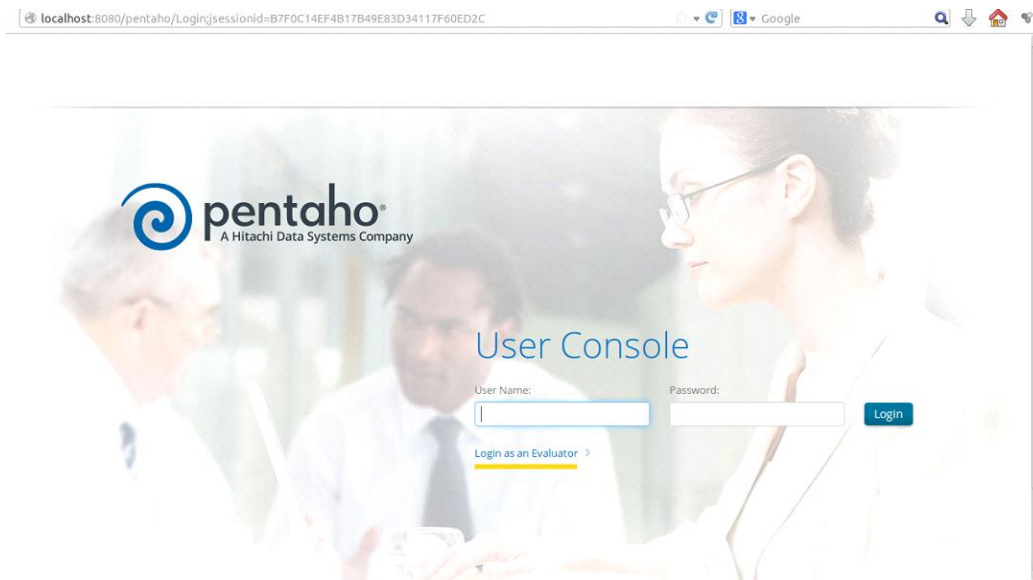 localhost:8080/pentaho/Login;jsessionid=B7F0C14EF4B17B49E83D34117F60ED2C
Google
pentaho®
A Hitachi Data Systems Company
User Console
User Name:
Password:
Login
Login as an Evaluator >